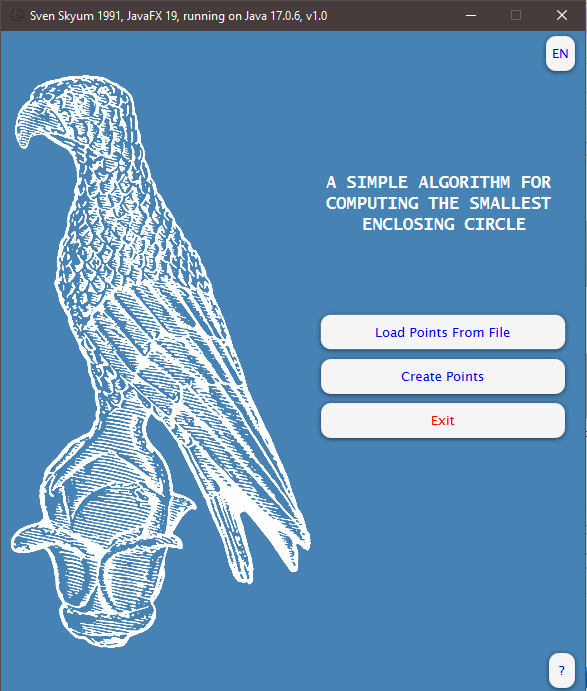 Sven Skyum 1991, JavaFX 19, running on Java 17.0.6, v1.0
EN
A SIMPLE ALGORITHM FOR
COMPUTING THE SMALLEST
ENCLOSING CIRCLE
Load Points From File
Create Points
Exit
?